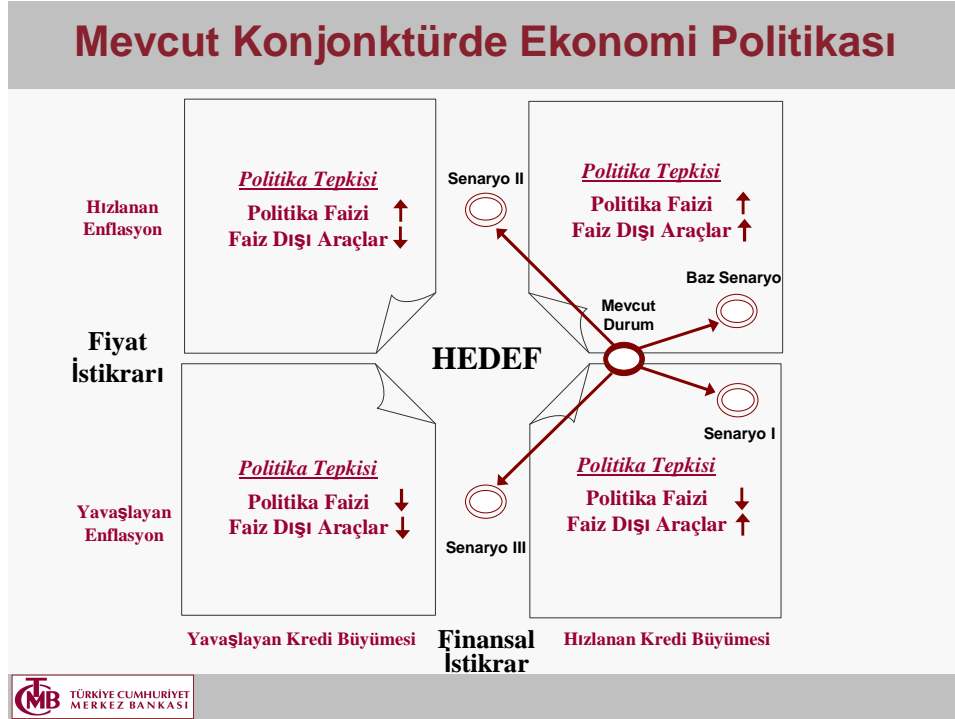 Mevcut Konjonktürde Ekonomi Politikası
Politika Tepkisi
Politika Faizi
Faiz Dışı Araçlar
Senaryo II
Politika Tepkisi
Politika Faizi
Faiz Dışı Araçlar
Hızlanan
Enflasyon
Baz Senaryo
Mevcut
Durum
Fiyat
İstikrarı
HEDEF
Senaryo I
Politika Tepkisi
Politika Faizi
Faiz Dışı Araçlar
Politika Tepkisi
Politika Faizi
Faiz Dışı Araçlar
Yavaşlayan
Enflasyon
Senaryo III
Yavaşlayan Kredi Büyümesi
Finansal
İstikrar
Hızlanan Kredi Büyümesi
TCMB
TÜRKİYE CUMHURİYET
MERKEZ BANKASI